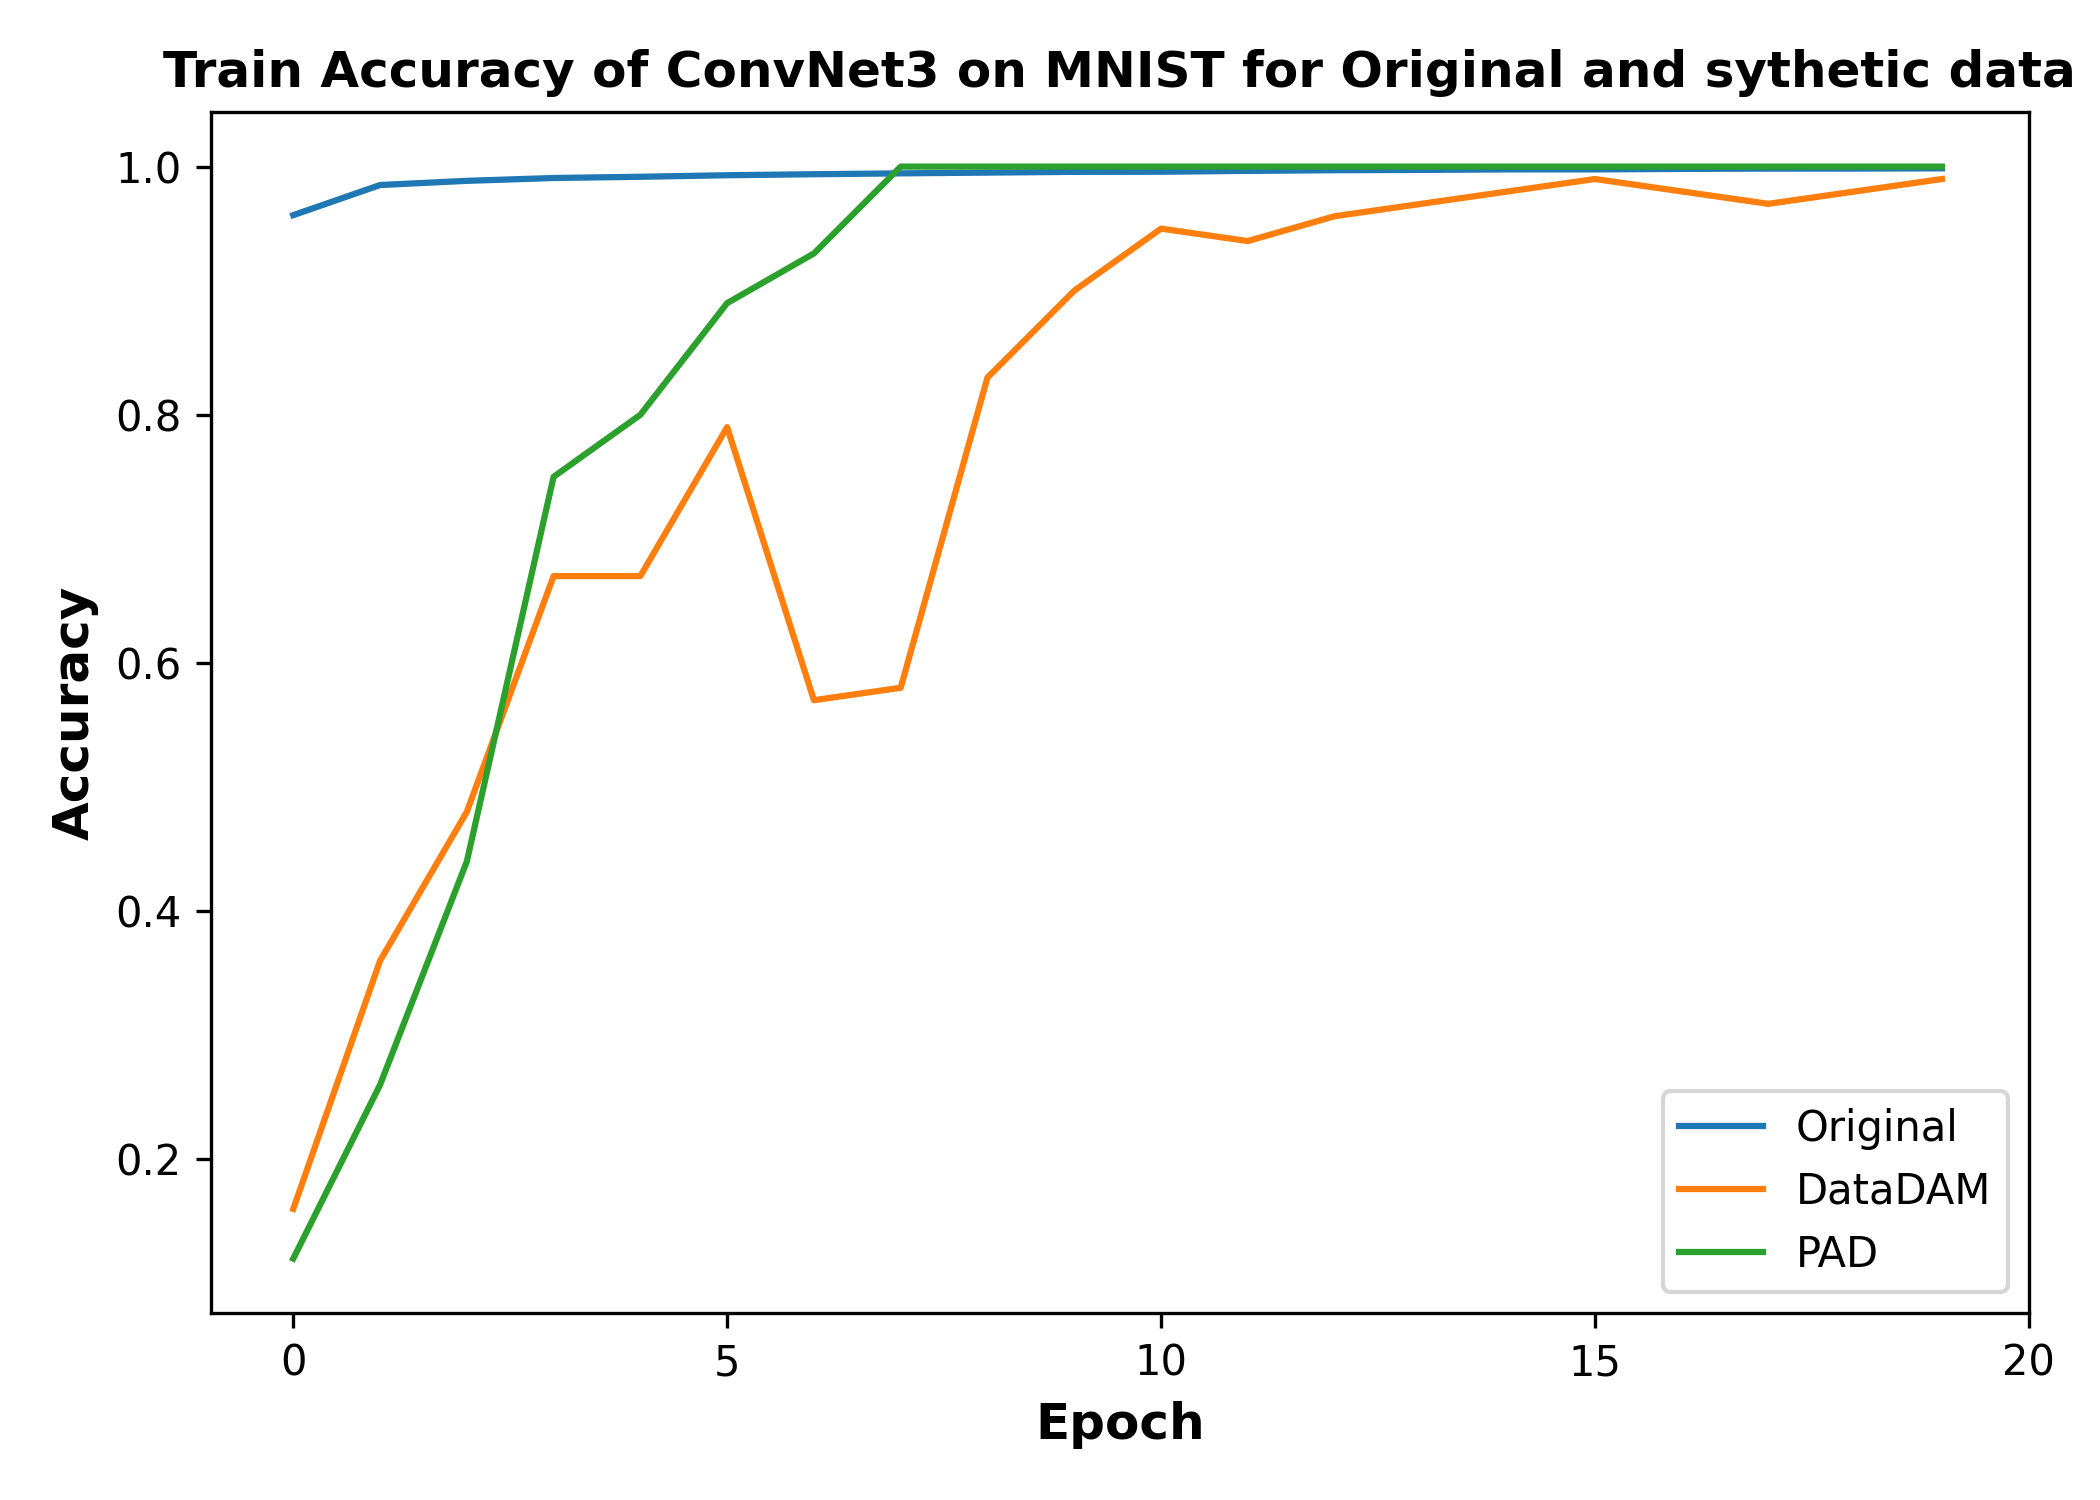 Train Accuracy of ConvNet3 on MNIST for Original and sythetic data
1.0
0.8
0.6
0.4
0.2
Accuracy
0 5 10 15 20
Epoch
Original
DataDAM
PAD